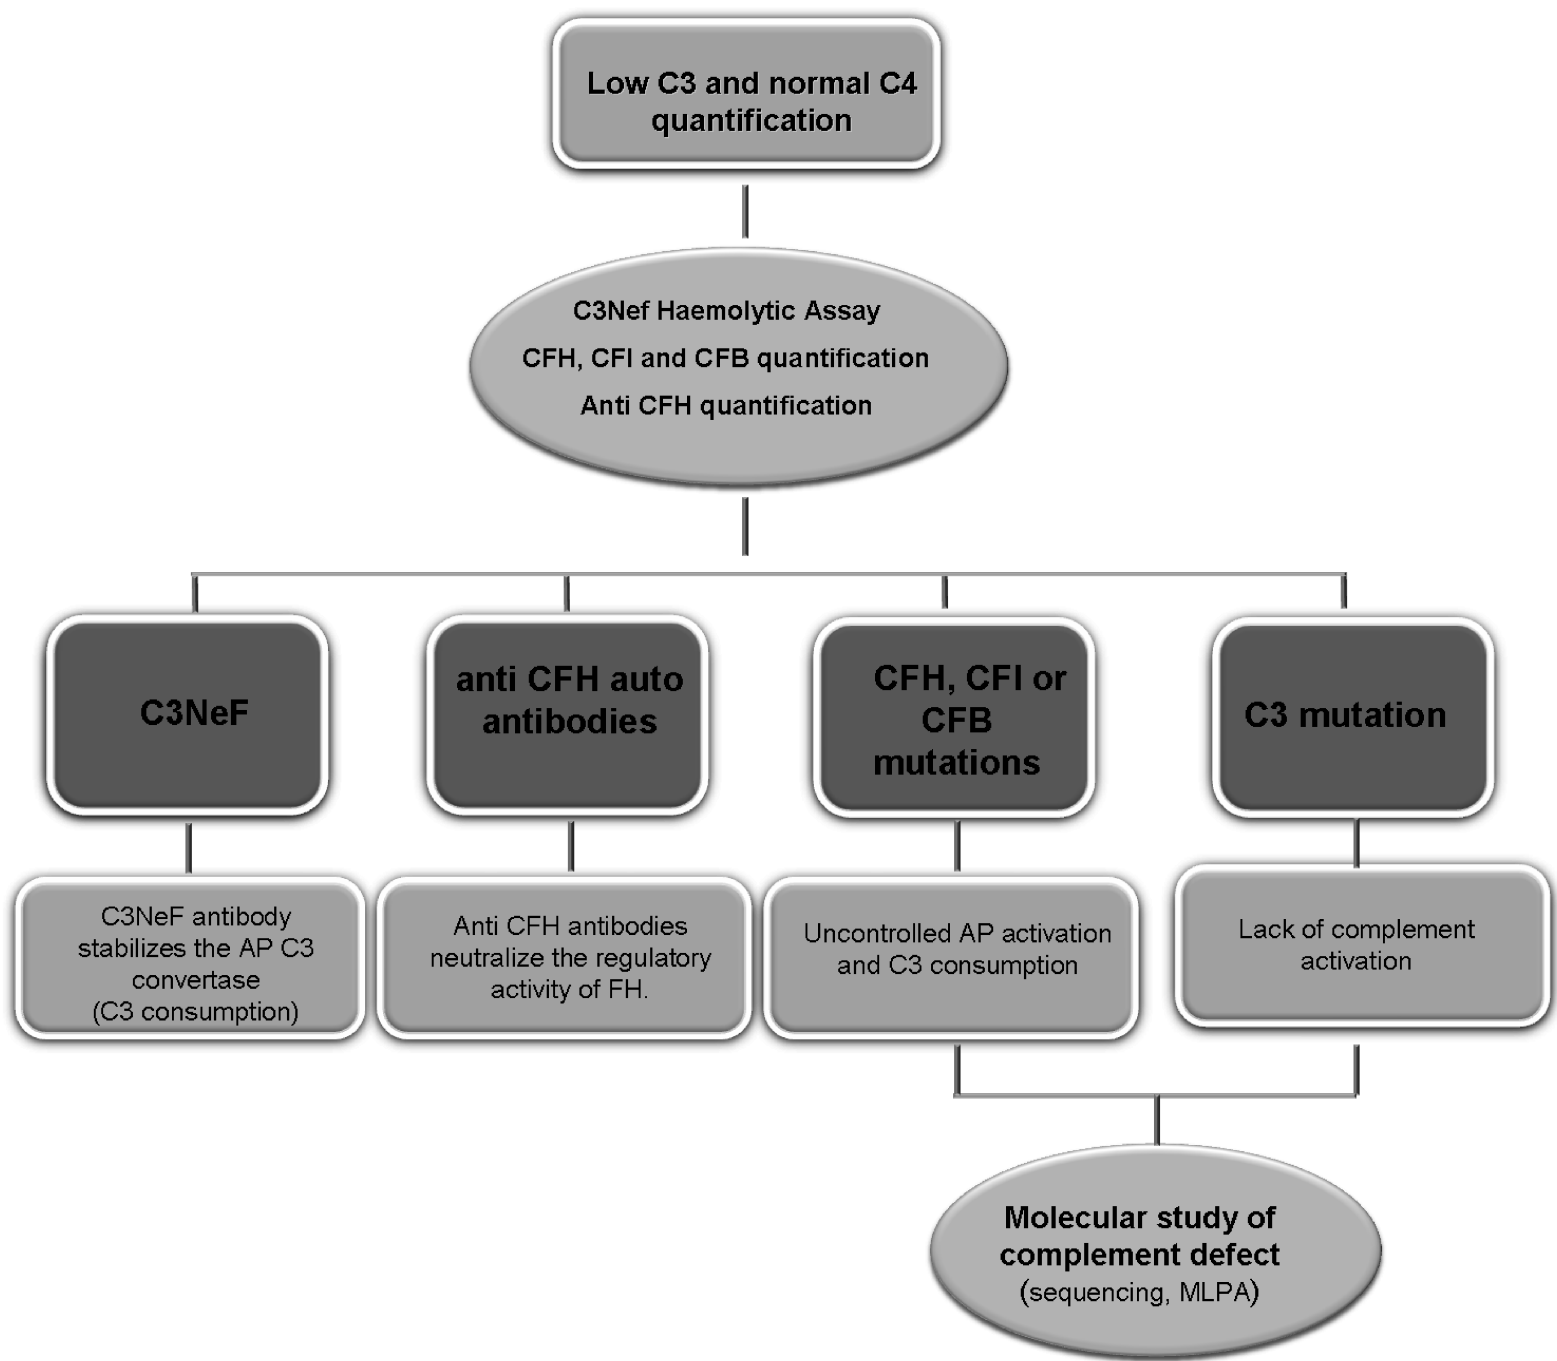 Low C3 and normal C4
quantification
C3Nef Haemolytic Assay
CFH, CFI and CFB quantification
Anti CFH quantification
C3NeF
anti CFH auto
antibodies
CFH, CFI or
CFB
mutations
C3 mutation
C3NeF antibody
stabilizes the AP C3
convertase
(C3 consumption)
Anti CFH antibodies
neutralize the regulatory
activity of FH.
Uncontrolled AP activation
and C3 consumption
Lack of complement
activation
Molecular study of
complement defect
(sequencing, MLPA)